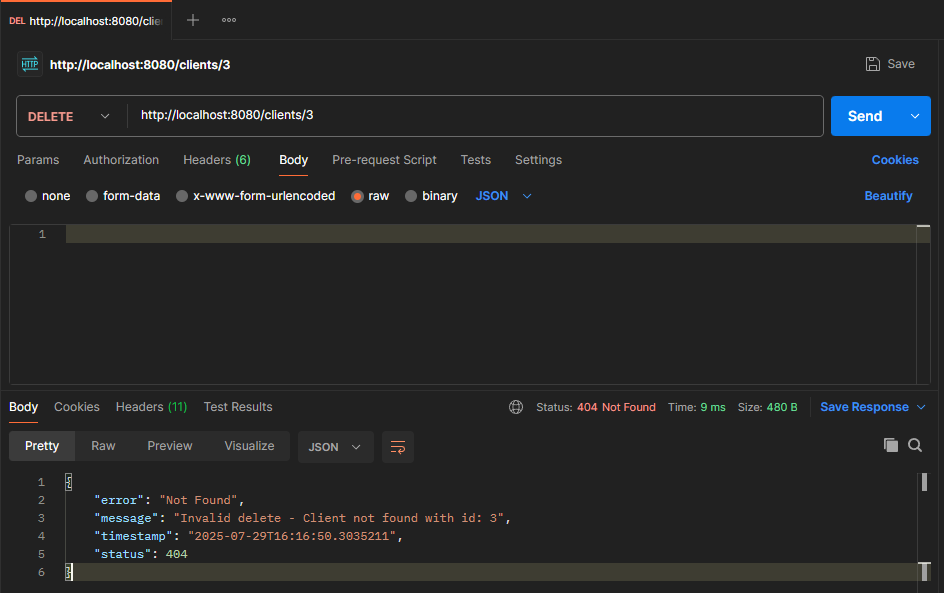 DEL http://localhost:8080/clie
HTTP http://localhost:8080/clients/3 Save
DELETE http://localhost:8080/clients/3 Send
Params Authorization Headers (6) Body Pre-request Script Tests Settings Cookies
none form-data x-www-form-urlencoded raw binary JSON Beautify
1
Body Cookies Headers (11) Test Results Status: 404 Not Found Time: 9 ms Size: 480 B Save Response
Pretty Raw Preview Visualize JSON
1 {
2 "error": "Not Found",
3 "message": "Invalid delete - Client not found with id: 3",
4 "timestamp": "2025-07-29T16:16:50.3035211",
5 "status": 404
6 }